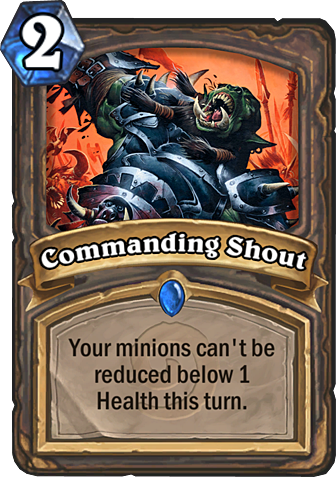 2
Commanding Shout
Your minions can't be
reduced below 1
Health this turn.